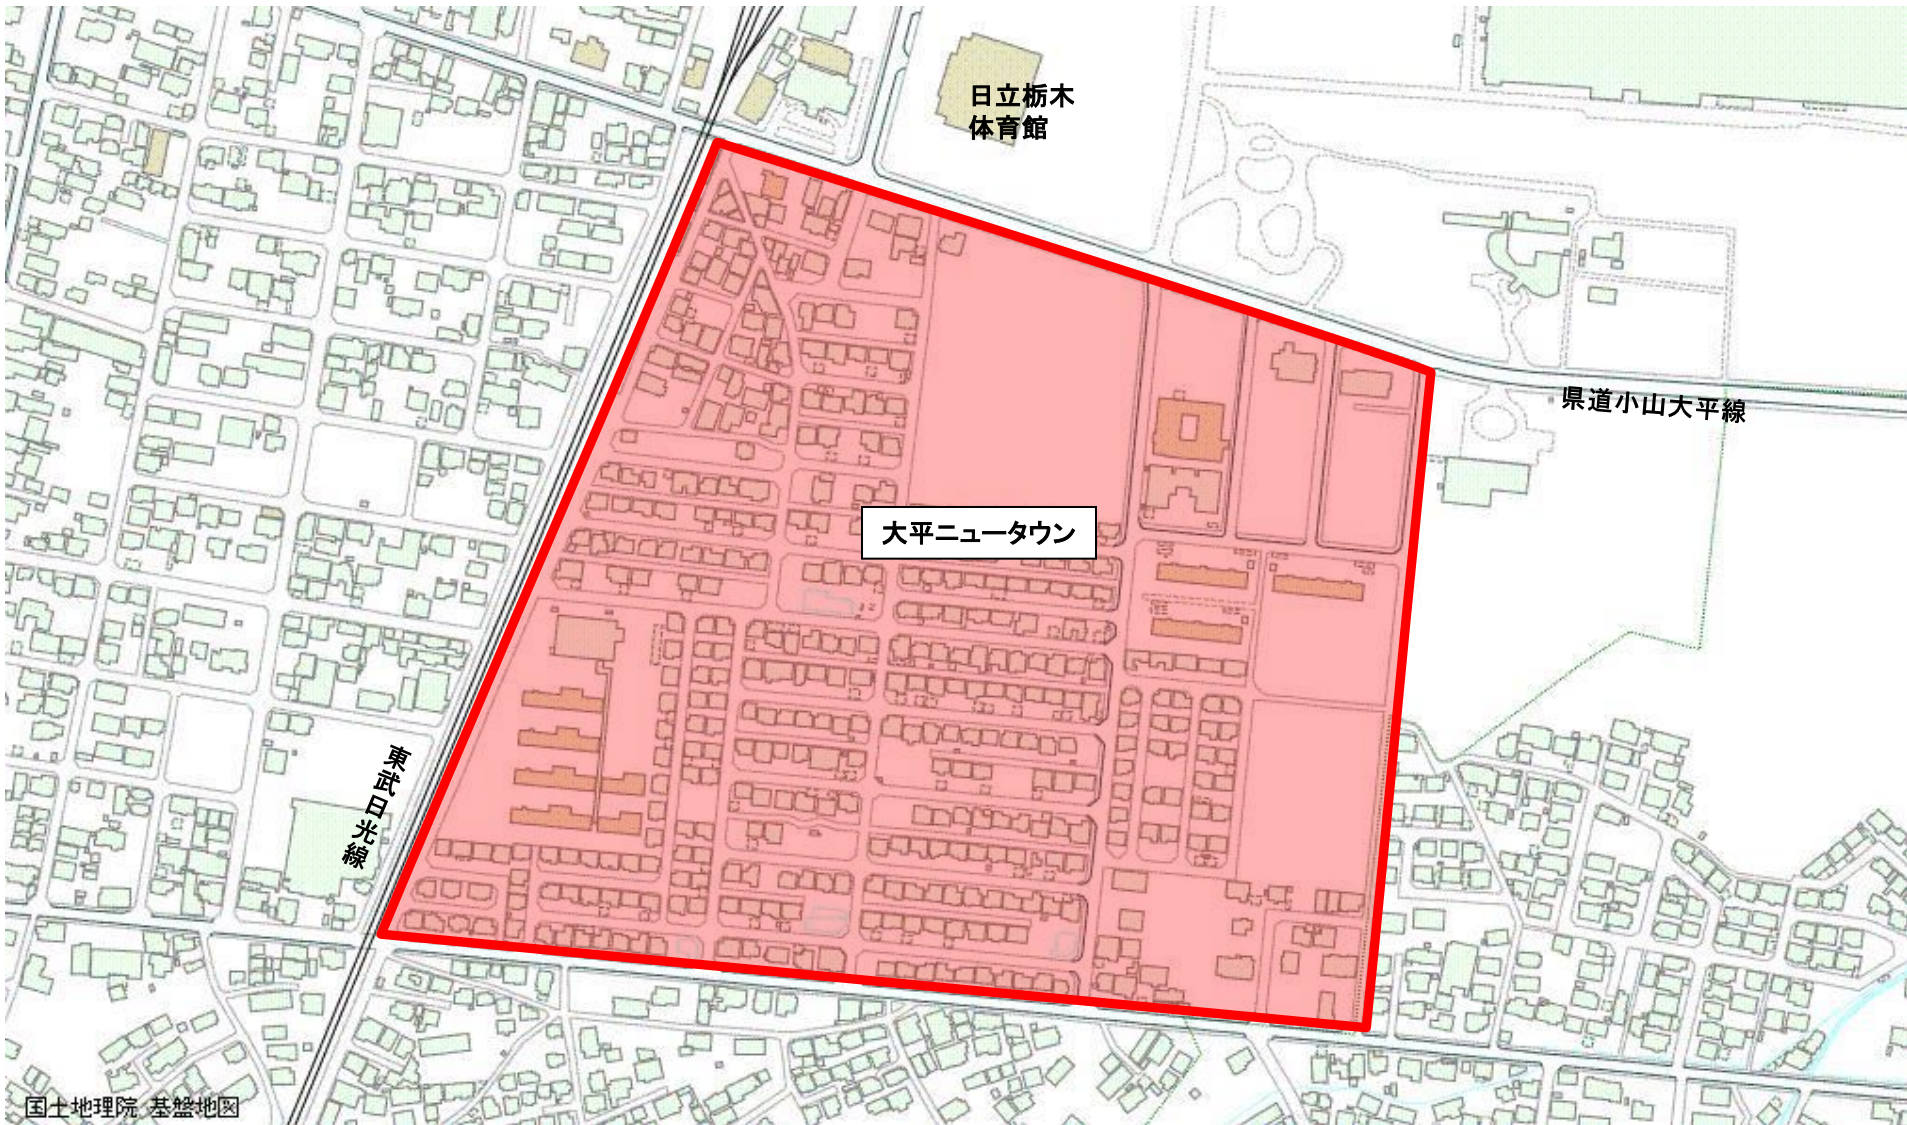 日立栃木
体育館
県道小山大平線
大平ニュータウン
東武日光線
国土地理院 基盤地図